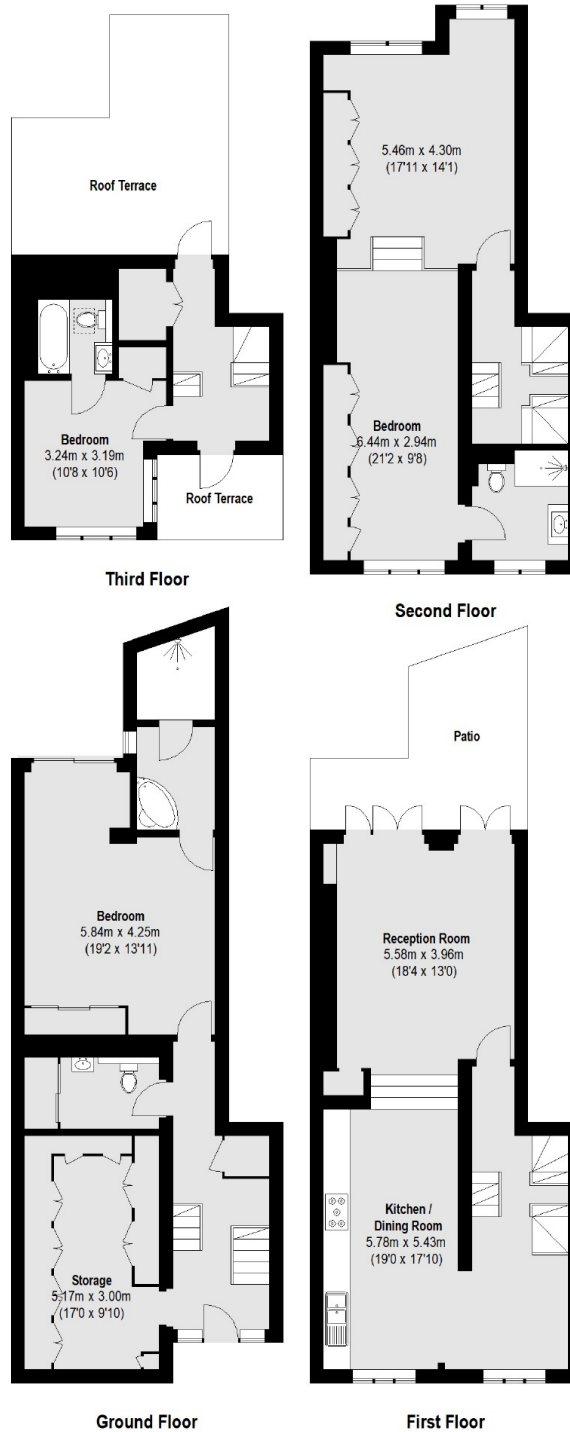 Roof Terrace
Bedroom
3.24m x 3.19m
(10'8 x 10'6)
Roof Terrace
Third Floor
5.46m x 4.30m
(17'11 x 14'1)
Bedroom
6.44m x 2.94m
(21'2 x 9'8)
Second Floor
Bedroom
5.84m x 4.25m
(19'2 x 13'11)
Storage
5.17m x 3.00m
(17'0 x 9'10)
Ground Floor
Patio
Reception Room
5.58m x 3.96m
(18'4 x 13'0)
Kitchen /
Dining Room
5.78m x 5.43m
(19'0 x 17'10)
First Floor